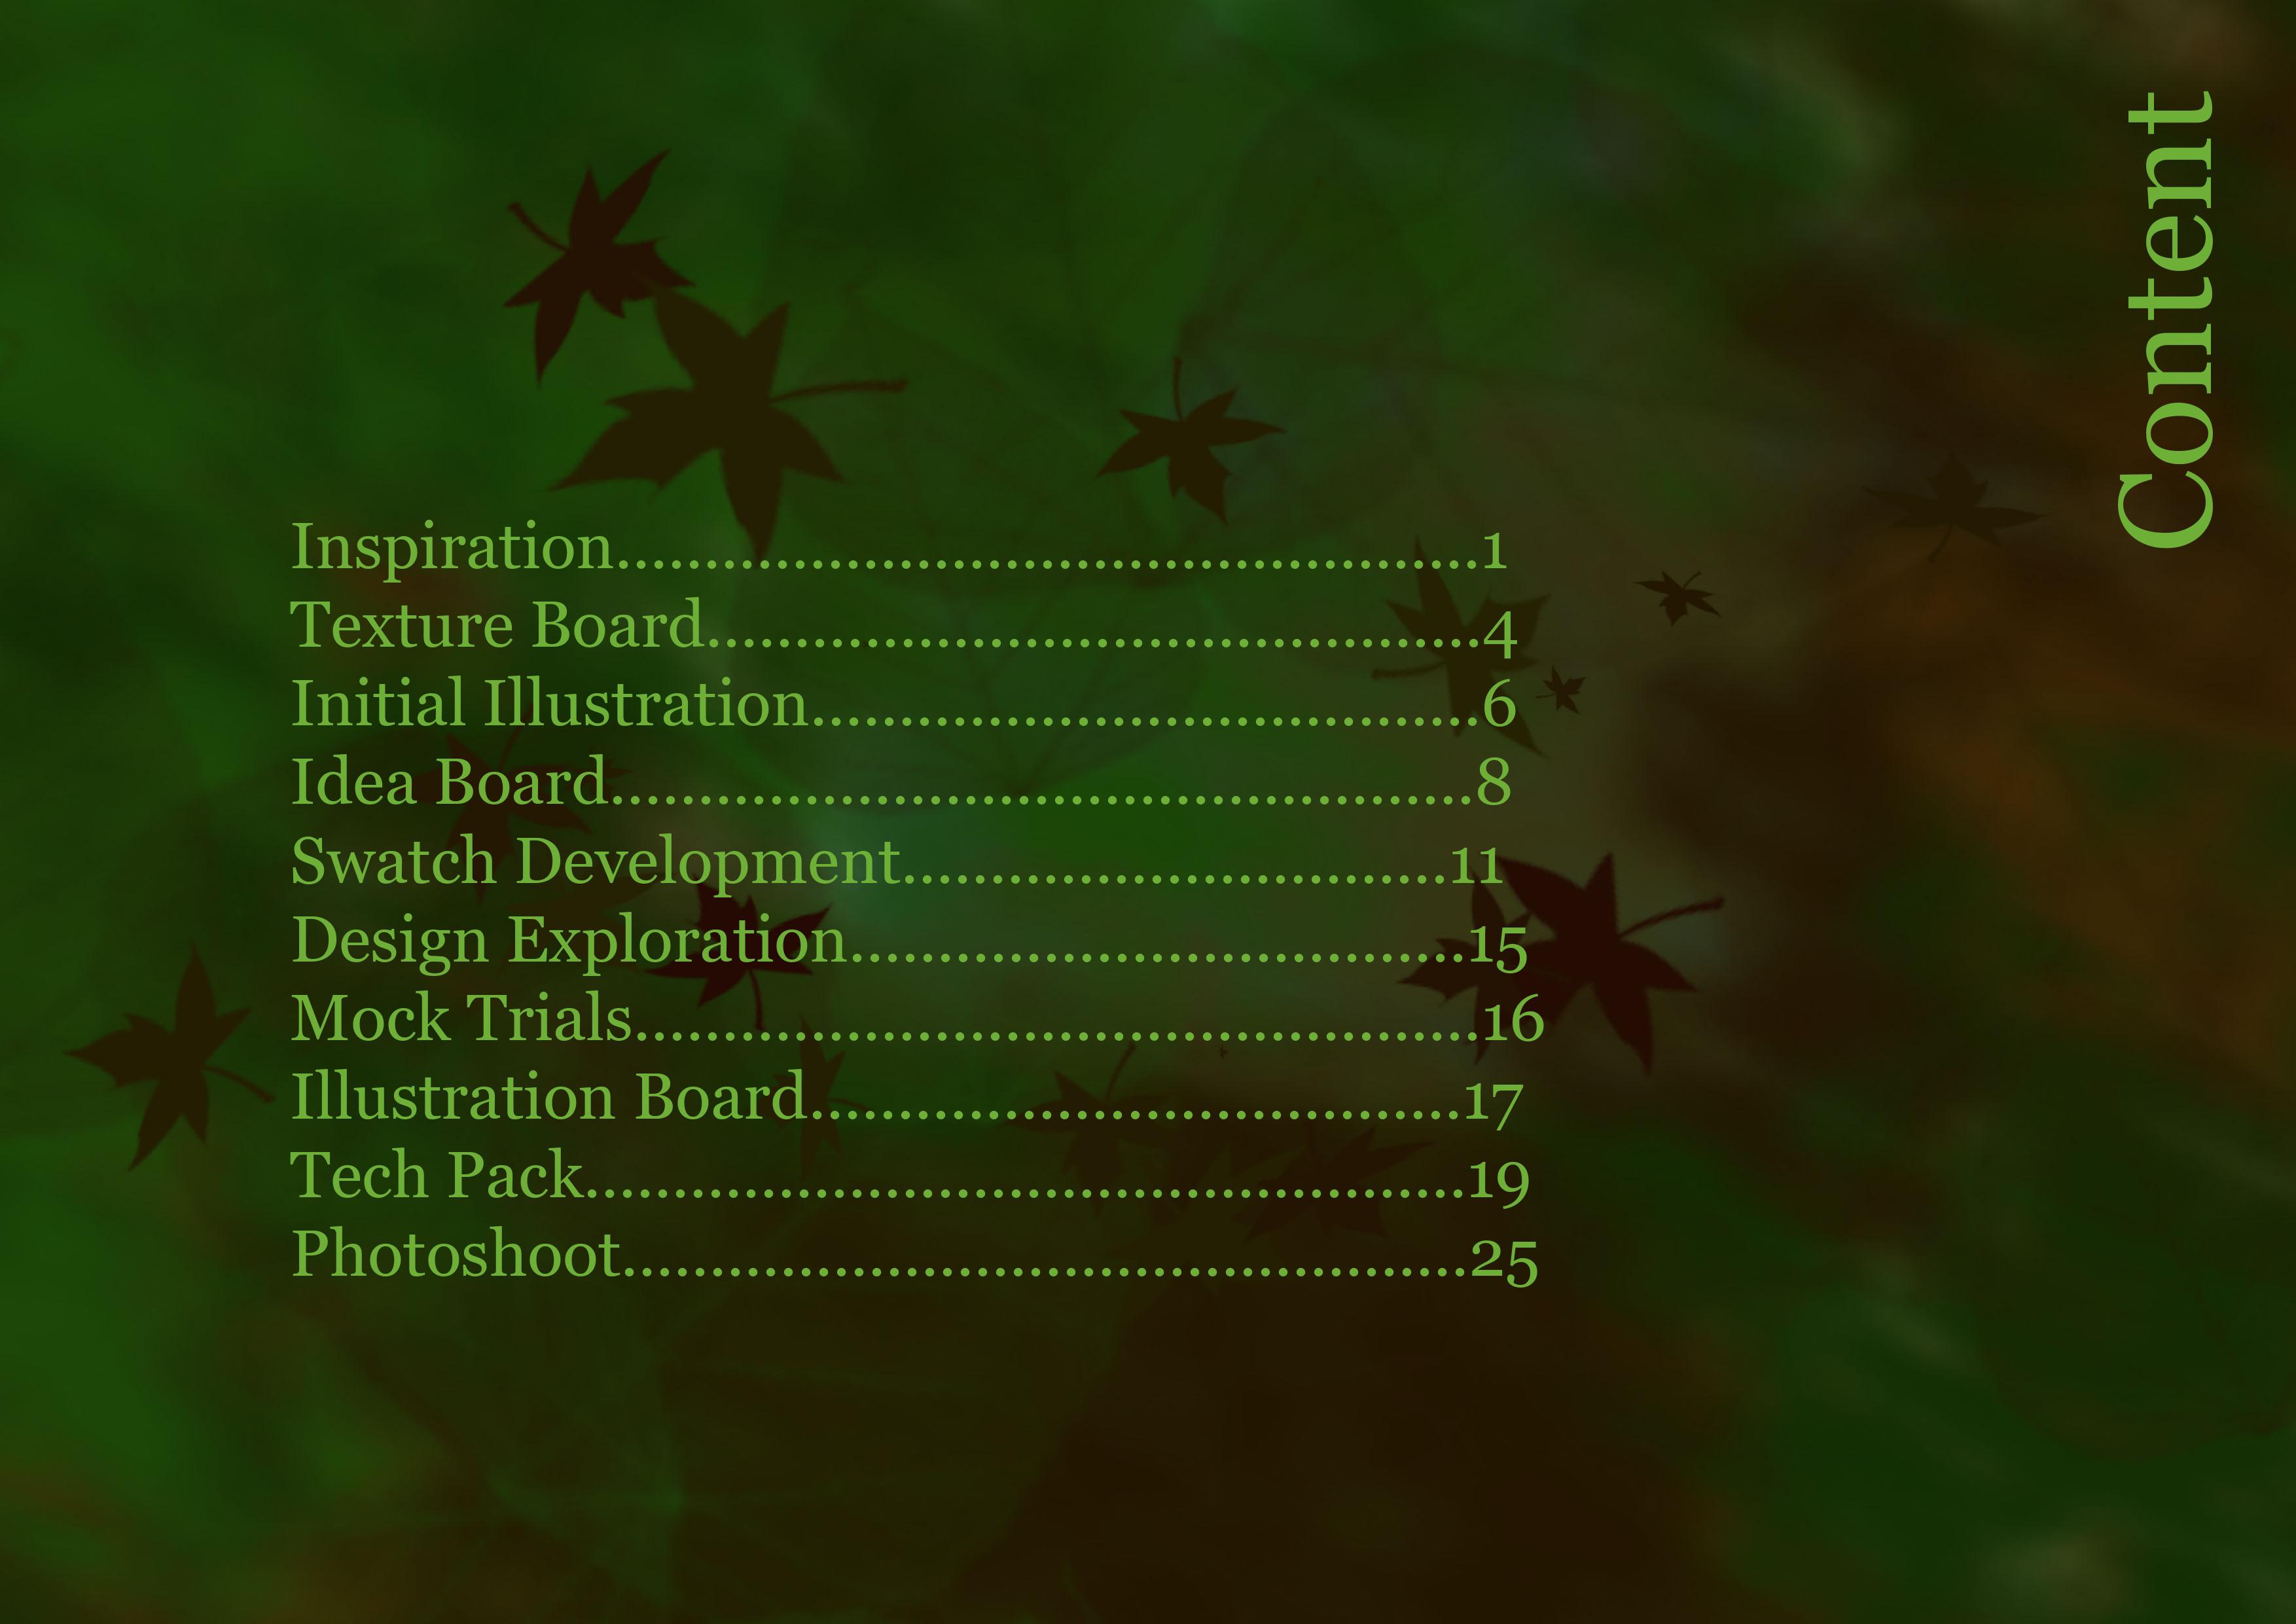 Content
Inspiration.................................................1
Texture Board............................................4
Initial Illustration......................................6
Idea Board.................................................8
Swatch Development...............................11
Design Exploration...................................15
Mock Trials................................................16
Illustration Board.....................................17
Tech Pack..................................................19
Photoshoot................................................25